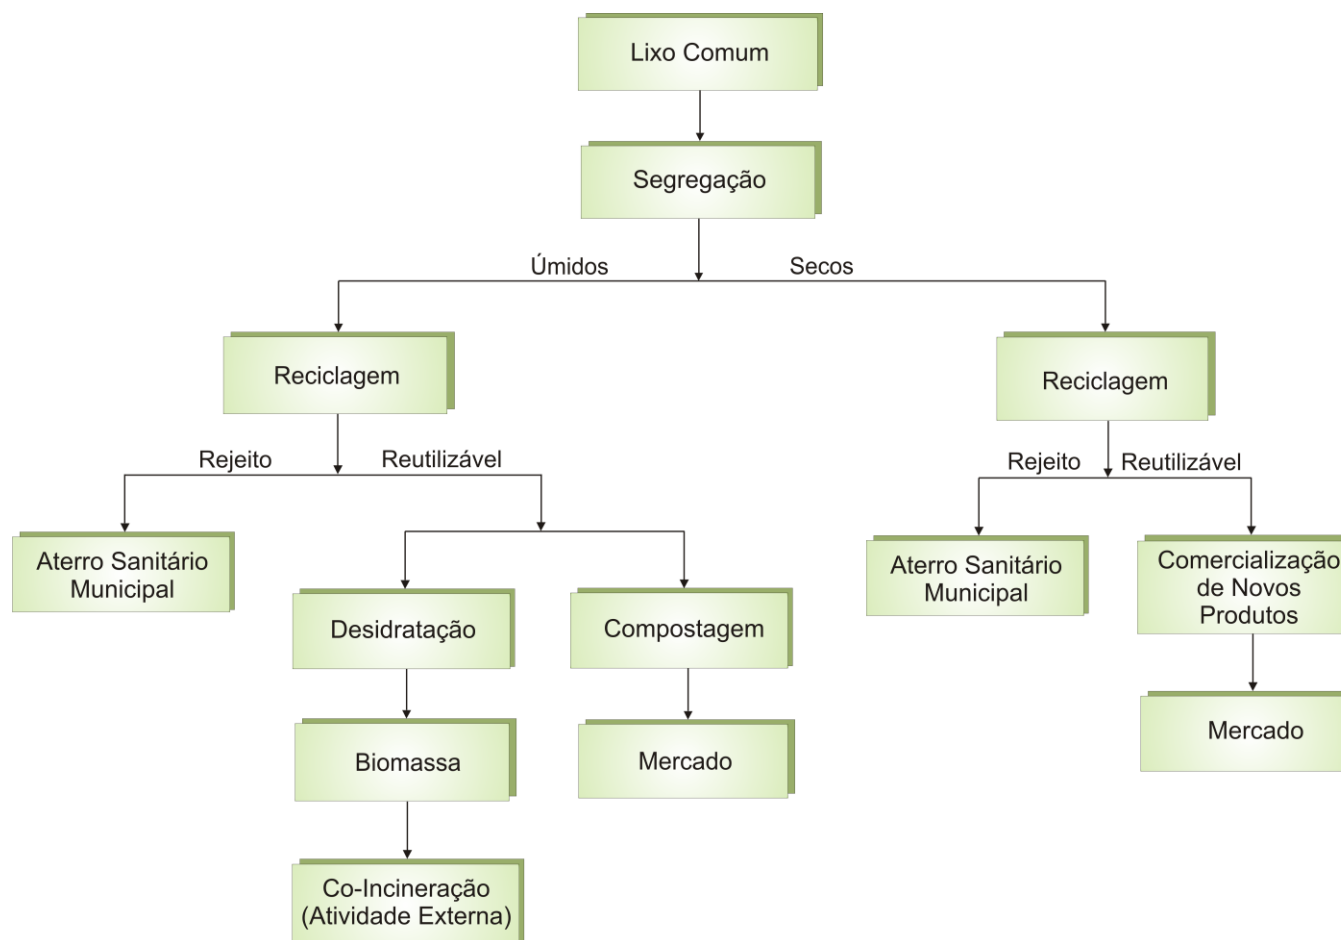 Lixo Comum
Segregação
Úmidos
Secos
Reciclagem
Reciclagem
Rejeito
Reutilizável
Rejeito
Reutilizável
Aterro Sanitário
Municipal
Aterro Sanitário
Municipal
Comercialização
de Novos
Produtos
Desidratação
Compostagem
Mercado
Biomassa
Mercado
Co-Incineração
(Atividade Externa)